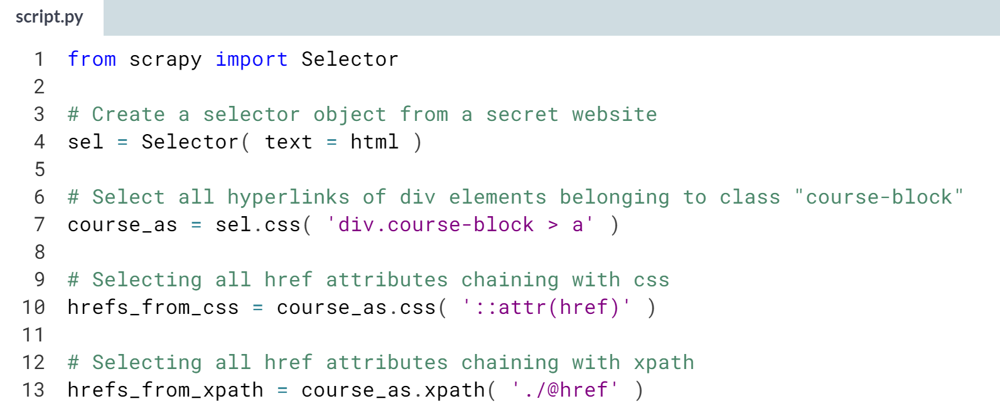 script.py
1 from scrapy import Selector
2
3 # Create a selector object from a secret website
4 sel = Selector( text = html )
5
6 # Select all hyperlinks of div elements belonging to class "course-block"
7 course_as = sel.css( 'div.course-block > a' )
8
9 # Selecting all href attributes chaining with css
10 hrefs_from_css = course_as.css( '::attr(href)' )
11
12 # Selecting all href attributes chaining with xpath
13 hrefs_from_xpath = course_as.xpath( './@href' )